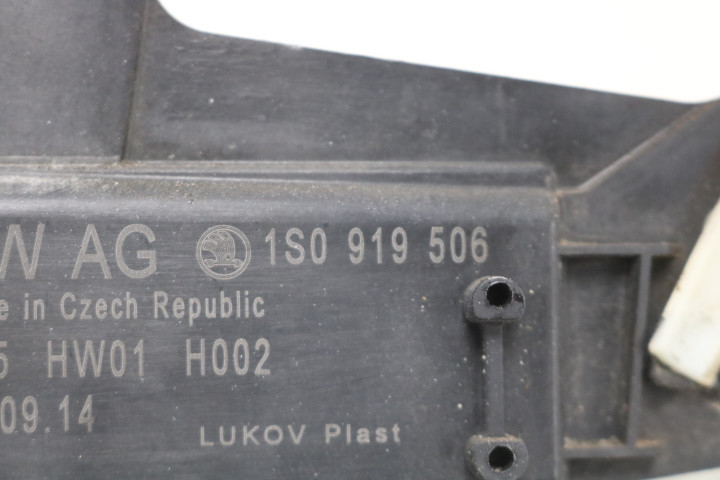 W AG 1S0 919 506
e in Czech Republic
5 HW01 H002
09.14
LUKOV Plast